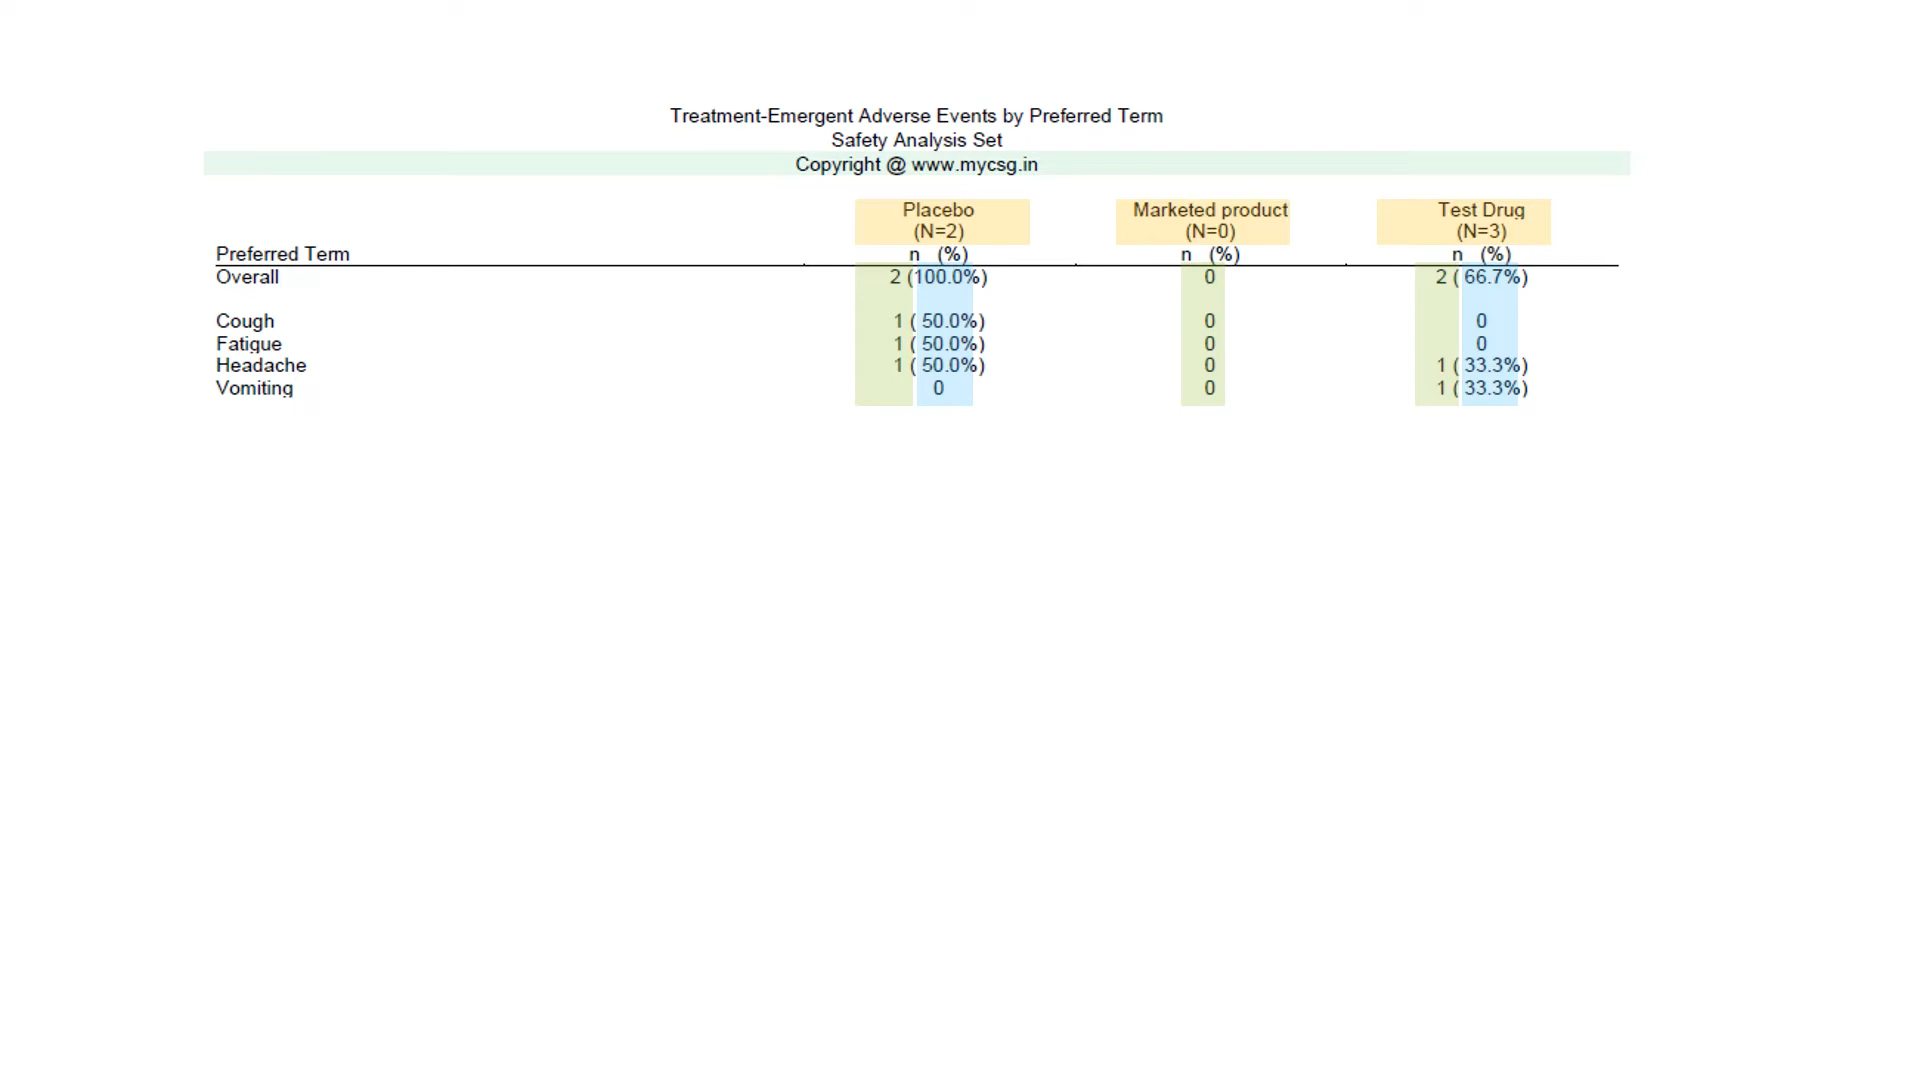 Treatment-Emergent Adverse Events by Preferred Term
Safety Analysis Set
Copyright @ www.mycsg.in
Placebo Marketed product Test Drug
(N=2) (N=0) (N=3)
Preferred Term n (%) n (%) n (%)
Overall 2 (100.0%) 0 2 ( 66.7%)
Cough 1 ( 50.0%) 0 0
Fatigue 1 ( 50.0%) 0 0
Headache 1 ( 50.0%) 0 1 ( 33.3%)
Vomiting 0 0 1 ( 33.3%)